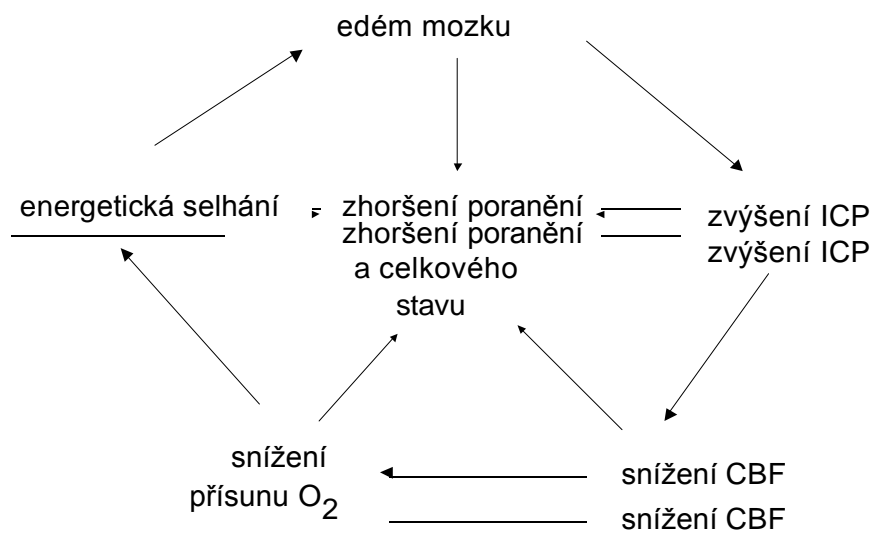 edém mozku
energetická selhání
zhoršení poranění
zhoršení poranění
a celkového
stavu
zvýšení ICP
zvýšení ICP
snížení
přísunu O2
snížení CBF
snížení CBF